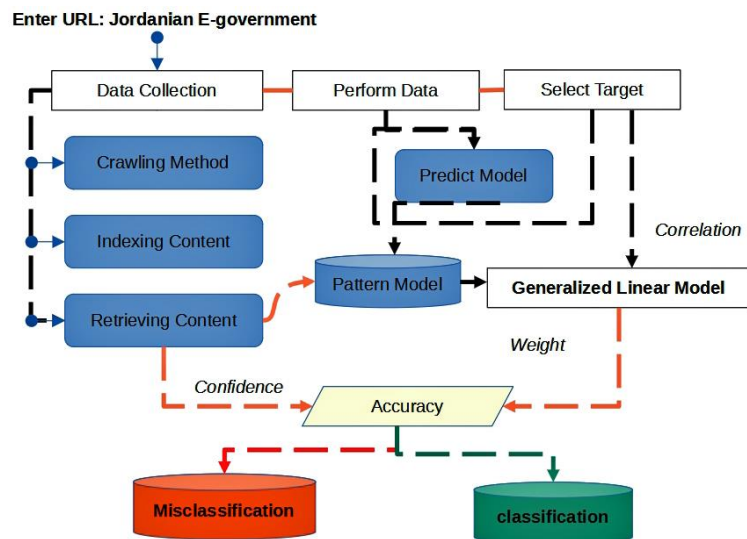 Enter URL: Jordanian E-government
Data Collection
Perform Data
Select Target
Crawling Method
Predict Model
Indexing Content
Correlation
Retrieving Content
Pattern Model
Generalized Linear Model
Weight
Confidence
Accuracy
Misclassification
classification